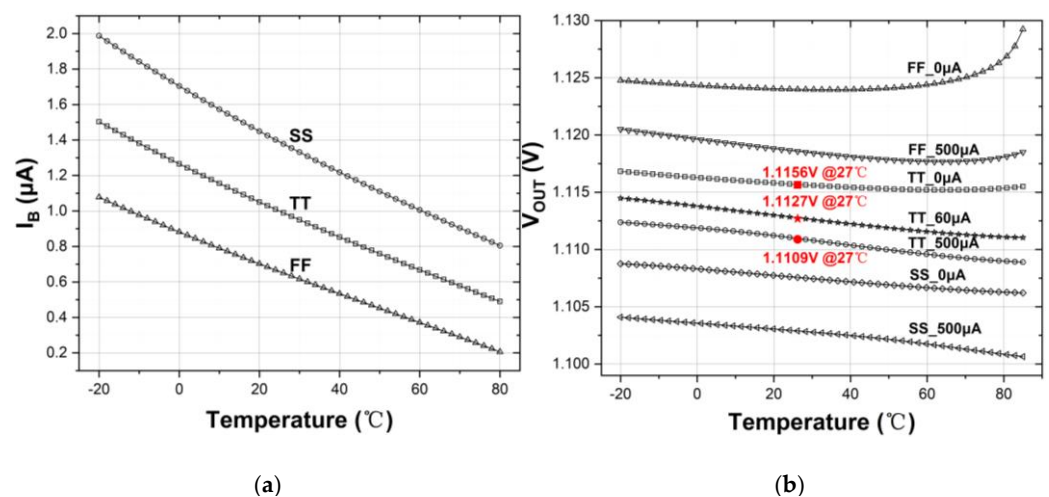 I_B (μA)
2.0
1.8
1.6
1.4
1.2
1.0
0.8
0.6
0.4
0.2
SS
TT
FF
-20 0 20 40 60 80
Temperature (℃)
(a)
V_OUT (V)
1.130
1.125
1.120
1.115
1.110
1.105
1.100
FF_0μA
FF_500μA
TT_0μA
1.1156V @27℃
1.1127V @27℃
TT_60μA
TT_500μA
1.1109V @27℃
SS_0μA
SS_500μA
-20 0 20 40 60 80
Temperature (℃)
(b)